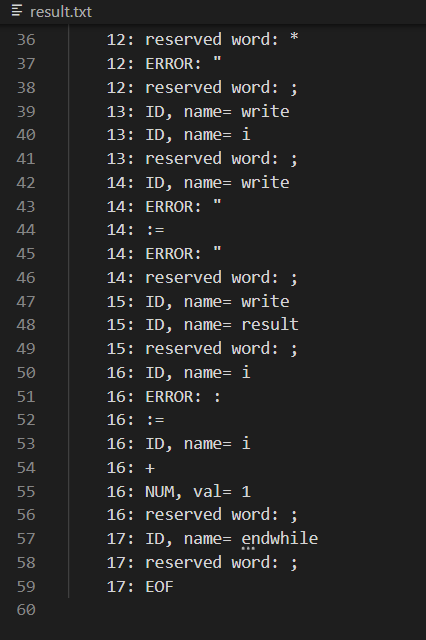 result.txt
36 12: reserved word: *
37 12: ERROR: "
38 12: reserved word: ;
39 13: ID, name= write
40 13: ID, name= i
41 13: reserved word: ;
42 14: ID, name= write
43 14: ERROR: "
44 14: :=
45 14: ERROR: "
46 14: reserved word: ;
47 15: ID, name= write
48 15: ID, name= result
49 15: reserved word: ;
50 16: ID, name= i
51 16: ERROR: :
52 16: :=
53 16: ID, name= i
54 16: +
55 16: NUM, val= 1
56 16: reserved word: ;
57 17: ID, name= endwhile
58 17: reserved word: ;
59 17: EOF
60